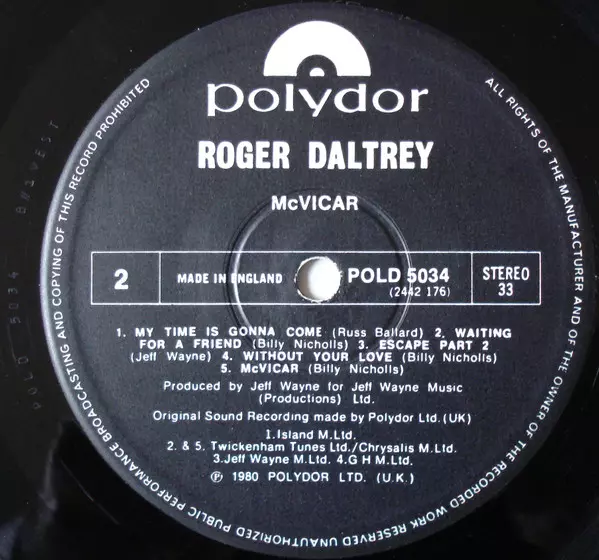 polydor
ROGER DALTREY
McVICAR
2
MADE IN ENGLAND
POLD 5034
(2442 176)
STEREO
33
1. MY TIME IS GONNA COME (Russ Ballard) 2. WAITING
FOR A FRIEND (Billy Nicholls) 3. ESCAPE PART 2
(Jeff Wayne) 4. WITHOUT YOUR LOVE (Billy Nicholls)
5. McVICAR (Billy Nicholls)
Produced by Jeff Wayne for Jeff Wayne Music
(Productions) Ltd.
Original Sound Recording made by Polydor Ltd.(UK)
1.Island M.Ltd.
2. & 5. Twickenham Tunes Ltd./Chrysalis M.Ltd.
3.Jeff Wayne M.Ltd. 4.G H M.Ltd.
℗ 1980 POLYDOR LTD. (U.K.)
ALL RIGHTS OF THE MANUFACTURER AND OF THE OWNER OF THE RECORDED WORK RESERVED UNAUTHORIZED PUBLIC PERFORMANCE BROADCASTING AND COPYING OF THIS RECORD PROHIBITED
POLD 5034